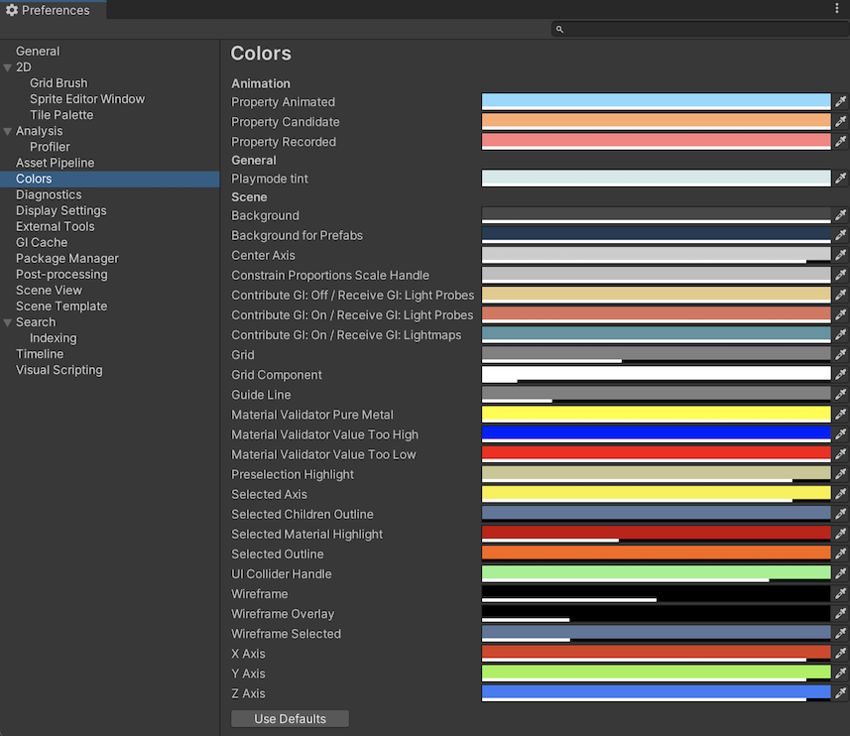 Preferences
General
2D
Grid Brush
Sprite Editor Window
Tile Palette
Analysis
Profiler
Asset Pipeline
Colors
Diagnostics
Display Settings
External Tools
GI Cache
Package Manager
Post-processing
Scene View
Scene Template
Search
Indexing
Timeline
Visual Scripting
Colors
Animation
Property Animated
Property Candidate
Property Recorded
General
Playmode tint
Scene
Background
Background for Prefabs
Center Axis
Constrain Proportions Scale Handle
Contribute GI: Off / Receive GI: Light Probes
Contribute GI: On / Receive GI: Light Probes
Contribute GI: On / Receive GI: Lightmaps
Grid
Grid Component
Guide Line
Material Validator Pure Metal
Material Validator Value Too High
Material Validator Value Too Low
Preselection Highlight
Selected Axis
Selected Children Outline
Selected Material Highlight
Selected Outline
UI Collider Handle
Wireframe
Wireframe Overlay
Wireframe Selected
X Axis
Y Axis
Z Axis
Use Defaults